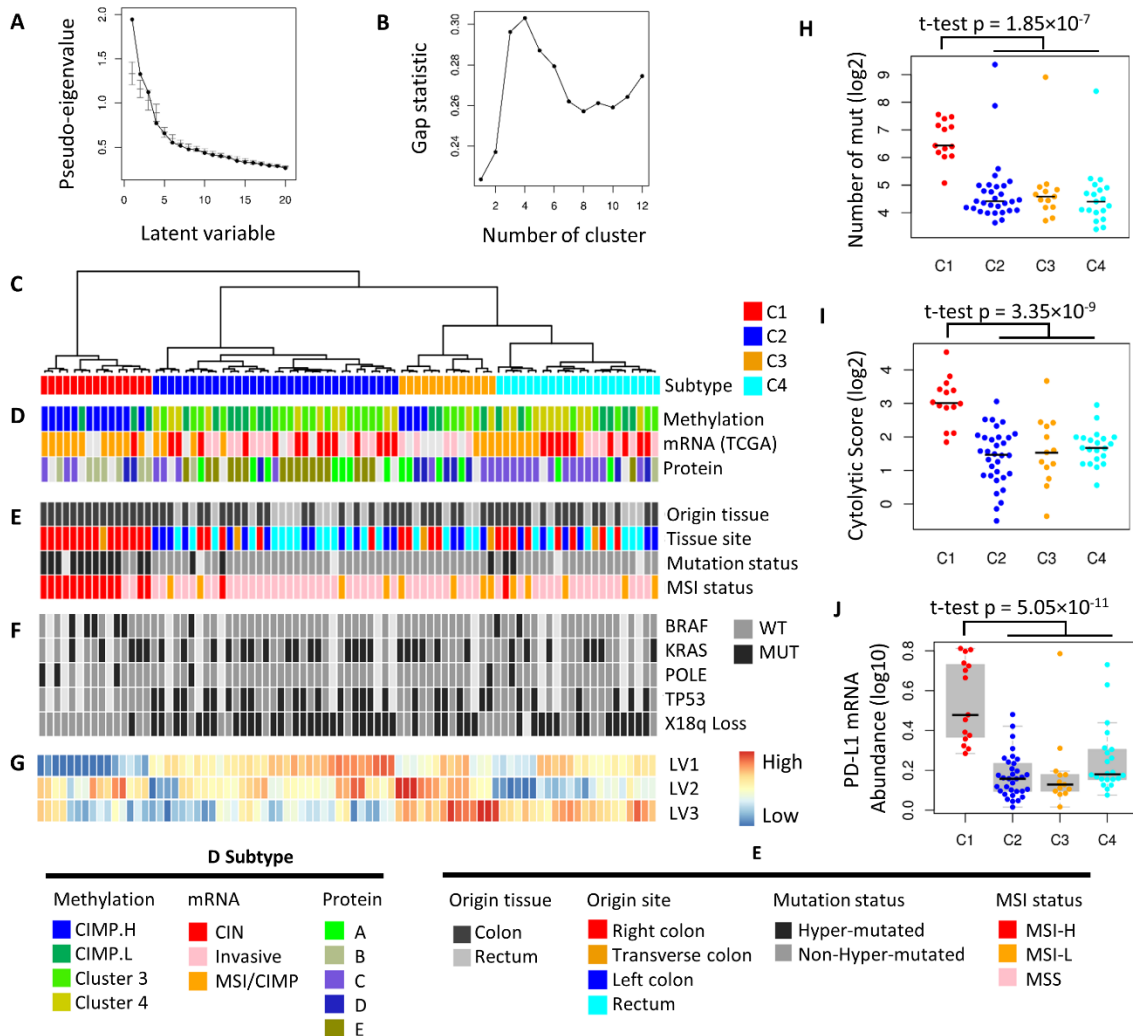 A
Pseudo-eigenvalue
2.0
1.5
1.0
0.5
0 5 10 15 20
Latent variable
B
Gap statistic
0.30
0.28
0.26
0.24
2 4 6 8 10 12
Number of cluster
C
C1
C2
C3
C4
Subtype
D
Methylation
mRNA (TCGA)
Protein
E
Origin tissue
Tissue site
Mutation status
MSI status
F
BRAF
KRAS
POLE
TP53
X18q Loss
WT
MUT
G
LV1
LV2
LV3
High
Low
H
t-test p = 1.85×10-7
Number of mut (log2)
9
8
7
6
5
4
C1 C2 C3 C4
I
t-test p = 3.35×10-9
Cytolytic Score (log2)
4
3
2
1
0
C1 C2 C3 C4
J
t-test p = 5.05×10-11
PD-L1 mRNA
Abundance (log10)
0.8
0.6
0.4
0.2
0.0
C1 C2 C3 C4
D Subtype
Methylation
CIMP.H
CIMP.L
Cluster 3
Cluster 4
mRNA
CIN
Invasive
MSI/CIMP
Protein
A
B
C
D
E
E
Origin tissue
Colon
Rectum
Origin site
Right colon
Transverse colon
Left colon
Rectum
Mutation status
Hyper-mutated
Non-Hyper-mutated
MSI status
MSI-H
MSI-L
MSS